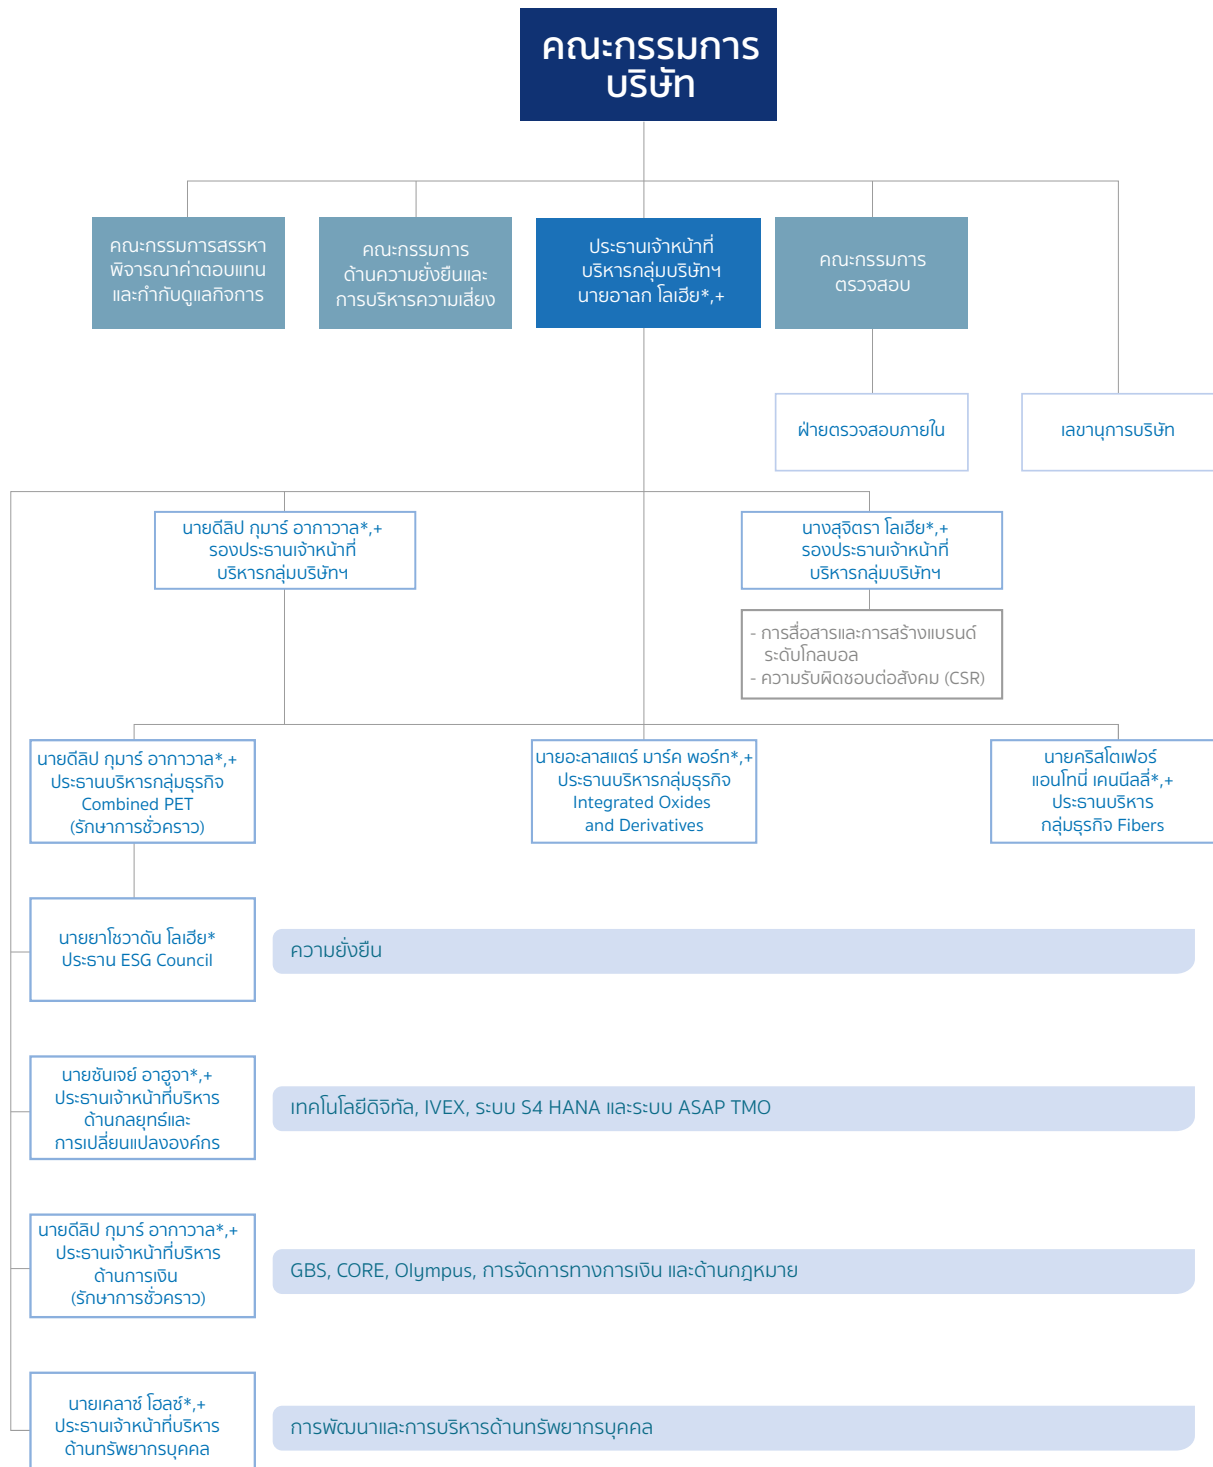 คณะกรรมการ
บริษัท
คณะกรรมการสรรหา
พิจารณาค่าตอบแทน
และกำกับดูแลกิจการ
คณะกรรมการ
ด้านความยั่งยืนและ
การบริหารความเสี่ยง
ประธานเจ้าหน้าที่
บริหารกลุ่มบริษัทฯ
นายอาลก โลเฮีย*,+
คณะกรรมการ
ตรวจสอบ
ฝ่ายตรวจสอบภายใน
เลขานุการบริษัท
นายดีลิป กุมาร์ อากาวาล*,+
รองประธานเจ้าหน้าที่
บริหารกลุ่มบริษัทฯ
นางสุจิตรา โลเฮีย*,+
รองประธานเจ้าหน้าที่
บริหารกลุ่มบริษัทฯ
- การสื่อสารและการสร้างแบรนด์
ระดับโกลบอล
- ความรับผิดชอบต่อสังคม (CSR)
นายดีลิป กุมาร์ อากาวาล*,+
ประธานบริหารกลุ่มธุรกิจ
Combined PET
(รักษาการชั่วคราว)
นายอะลาสแตร์ มาร์ค พอร์ท*,+
ประธานบริหารกลุ่มธุรกิจ
Integrated Oxides
and Derivatives
นายคริสโตเฟอร์
แอนโทนี่ เคนนีลลี่*,+
ประธานบริหาร
กลุ่มธุรกิจ Fibers
นายยาโชวาดัน โลเฮีย*
ประธาน ESG Council
ความยั่งยืน
นายซันเจย์ อาฮูจา*,+
ประธานเจ้าหน้าที่บริหาร
ด้านกลยุทธ์และ
การเปลี่ยนแปลงองค์กร
เทคโนโลยีดิจิทัล, IVEX, ระบบ S4 HANA และระบบ ASAP TMO
นายดีลิป กุมาร์ อากาวาล*,+
ประธานเจ้าหน้าที่บริหาร
ด้านการเงิน
(รักษาการชั่วคราว)
GBS, CORE, Olympus, การจัดการทางการเงิน และด้านกฎหมาย
นายเคลาซ์ โฮลซ์*,+
ประธานเจ้าหน้าที่บริหาร
ด้านทรัพยากรบุคคล
การพัฒนาและการบริหารด้านทรัพยากรบุคคล